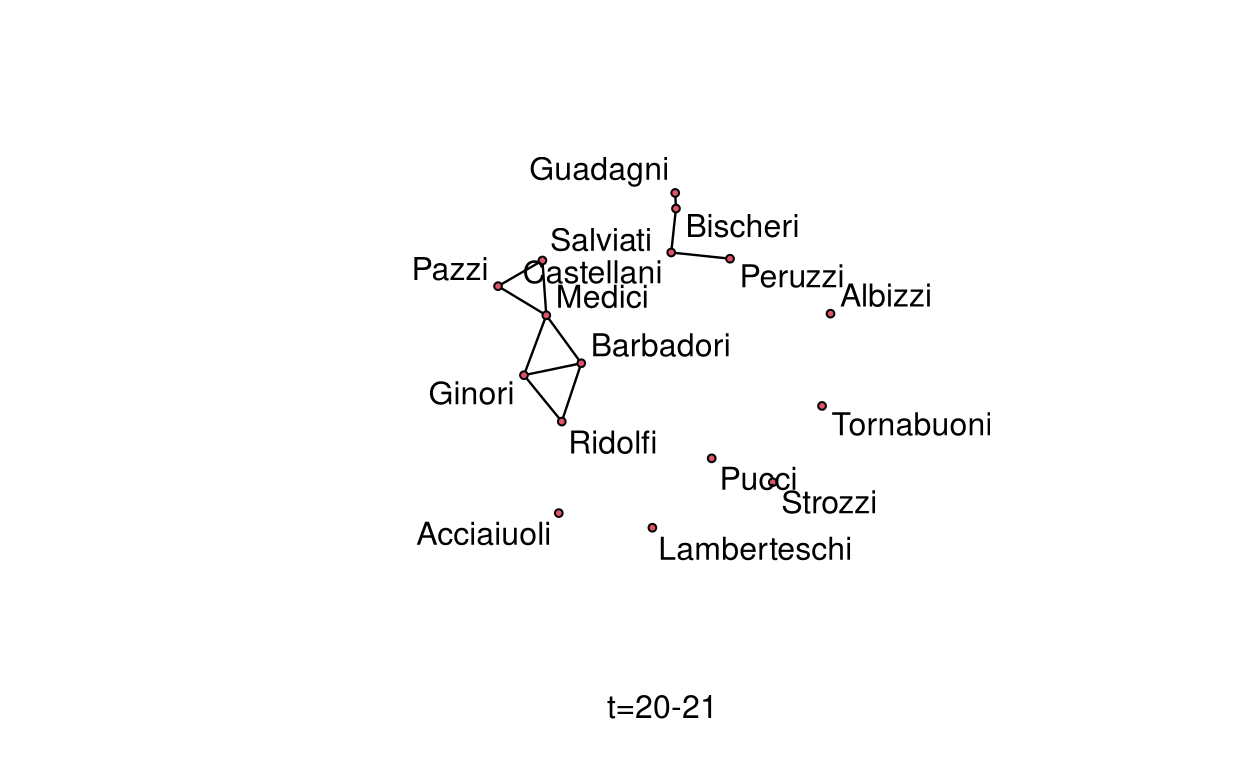 Guadagni
Bischeri
Salviati
Pazzi
Castellani
Peruzzi
Medici
Albizzi
Barbadori
Ginori
Tornabuoni
Ridolfi
Pucci
Strozzi
Acciaiuoli
Lamberteschi
t=20-21